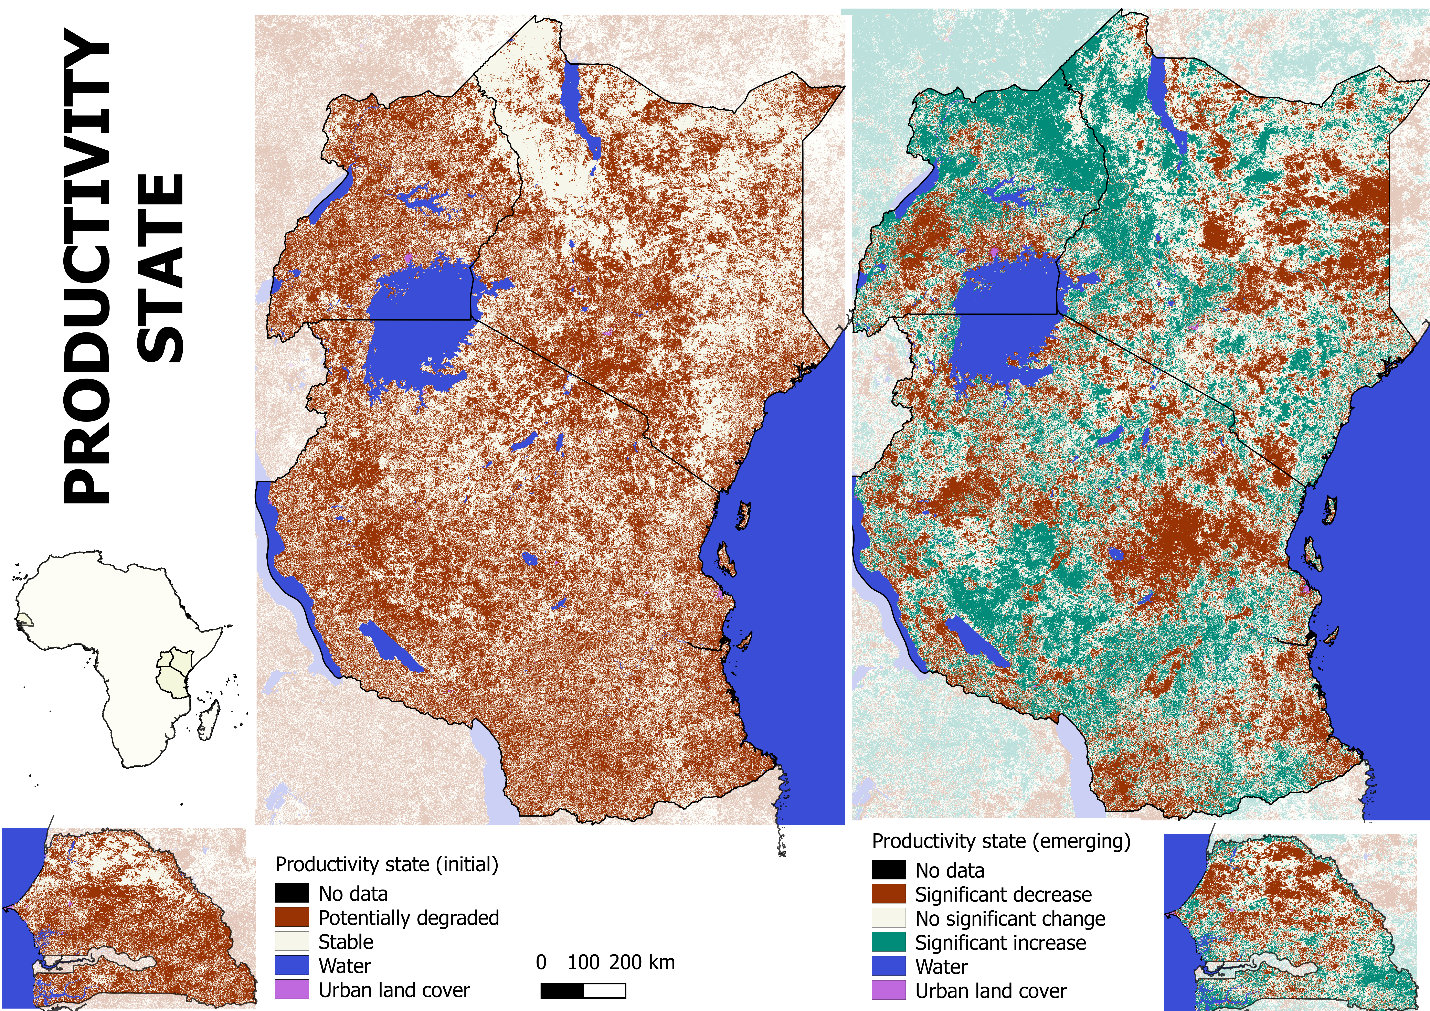 PRODUCTIVITY
STATE
Productivity state (initial)
No data
Potentially degraded
Stable
Water
Urban land cover
0 100 200 km
Productivity state (emerging)
No data
Significant decrease
No significant change
Significant increase
Water
Urban land cover